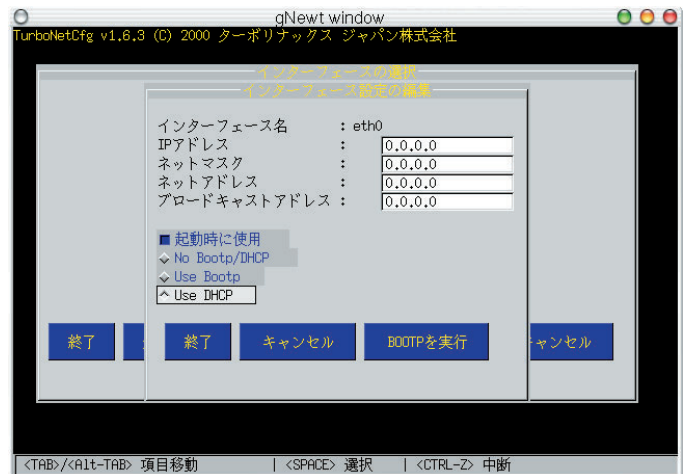 gNewt window
TurboNetCfg v1.6.3 (C) 2000 ターボリナックス ジャパン株式会社
インターフェースの選択
インターフェース設定の編集
インターフェース名 : eth0
IPアドレス : 0.0.0.0
ネットマスク : 0.0.0.0
ネットアドレス : 0.0.0.0
ブロードキャストアドレス : 0.0.0.0
起動時に使用
No Bootp/DHCP
Use Bootp
Use DHCP
終了 終了 キャンセル BOOTPを実行 ャンセル
<TAB>/<Alt-TAB> 項目移動 | <SPACE> 選択 | <CTRL-Z> 中断